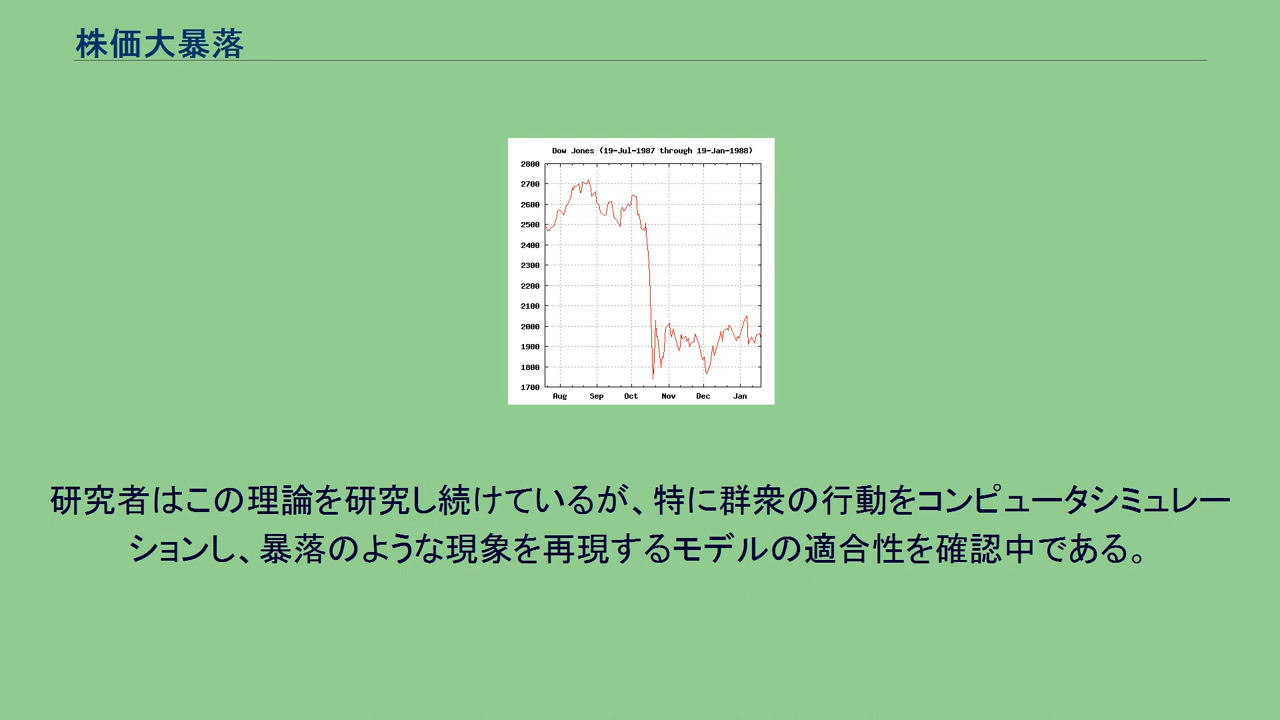 株価大暴落
Dow Jones (19-Jul-1987 through 19-Jan-1988)
2800
2700
2600
2500
2400
2300
2200
2100
2000
1900
1800
1700
Aug Sep Oct Nov Dec Jan
研究者はこの理論を研究し続けているが、特に群衆の行動をコンピュータシミュレー
ションし、暴落のような現象を再現するモデルの適合性を確認中である。